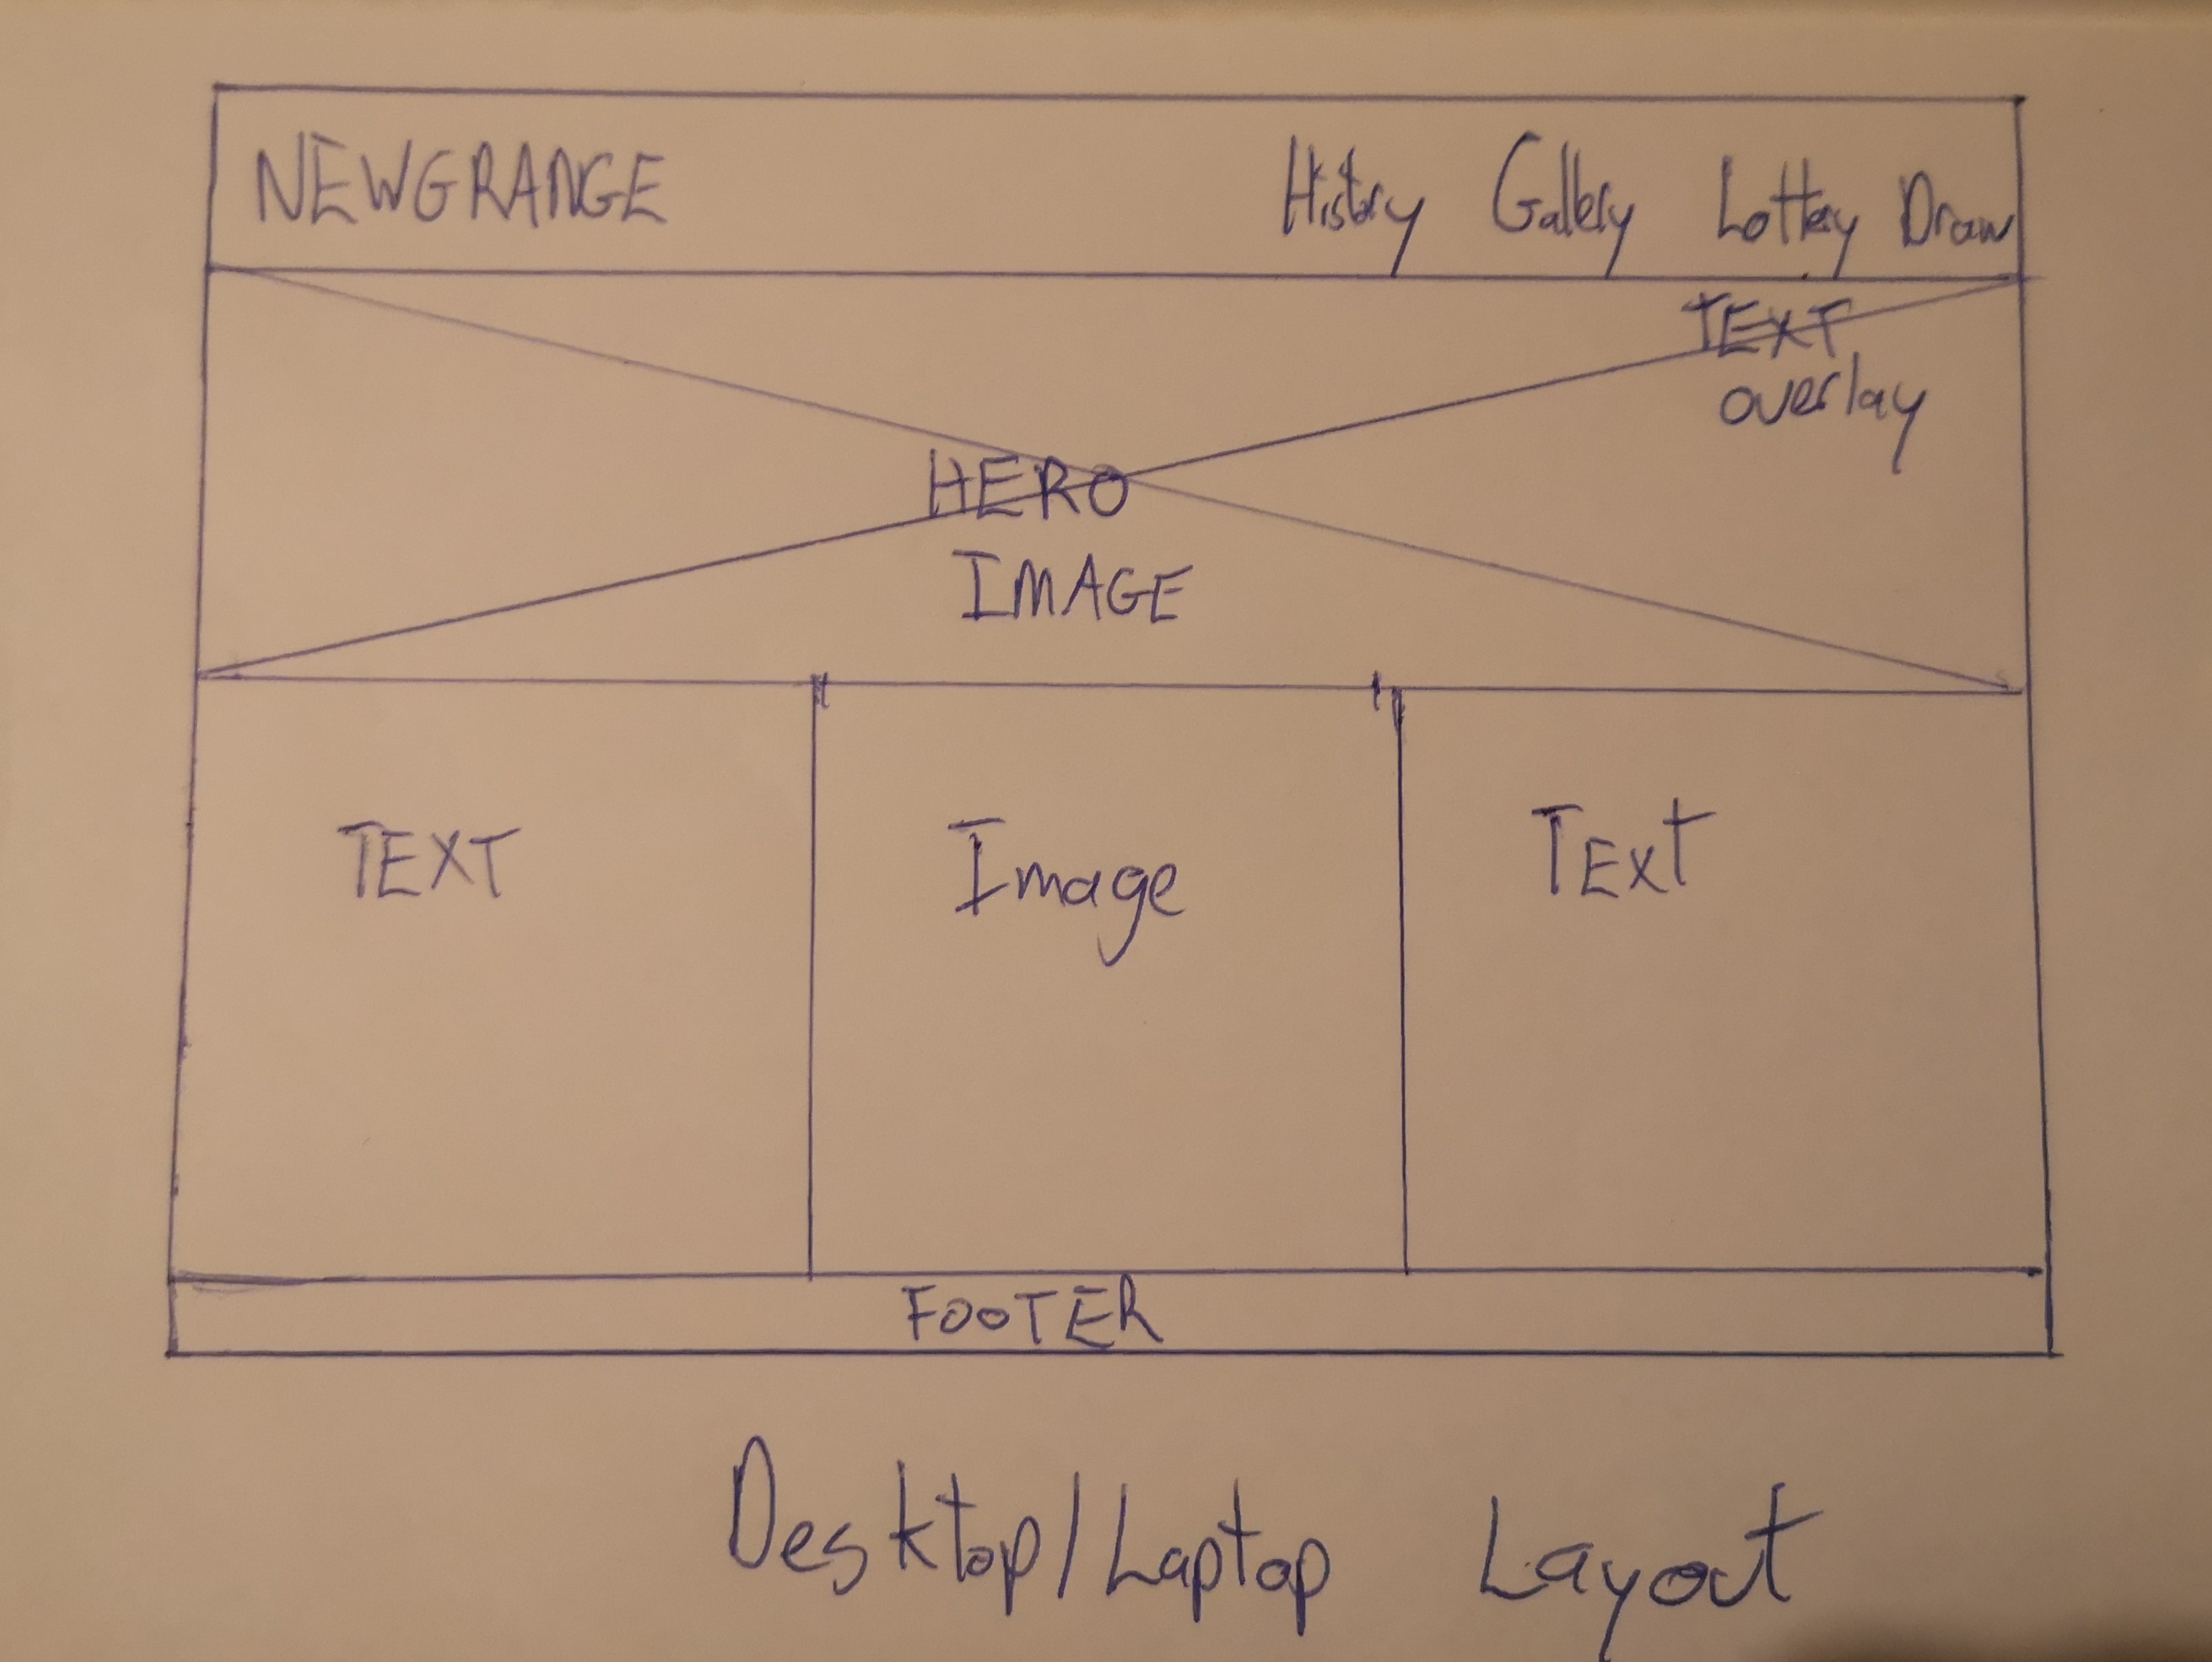 NEWGRANGE History Gallery Lottery Draw
TEXT
overlay
HERO
IMAGE
TEXT Image TExt
FOOTER
Desktop/Laptop Layout